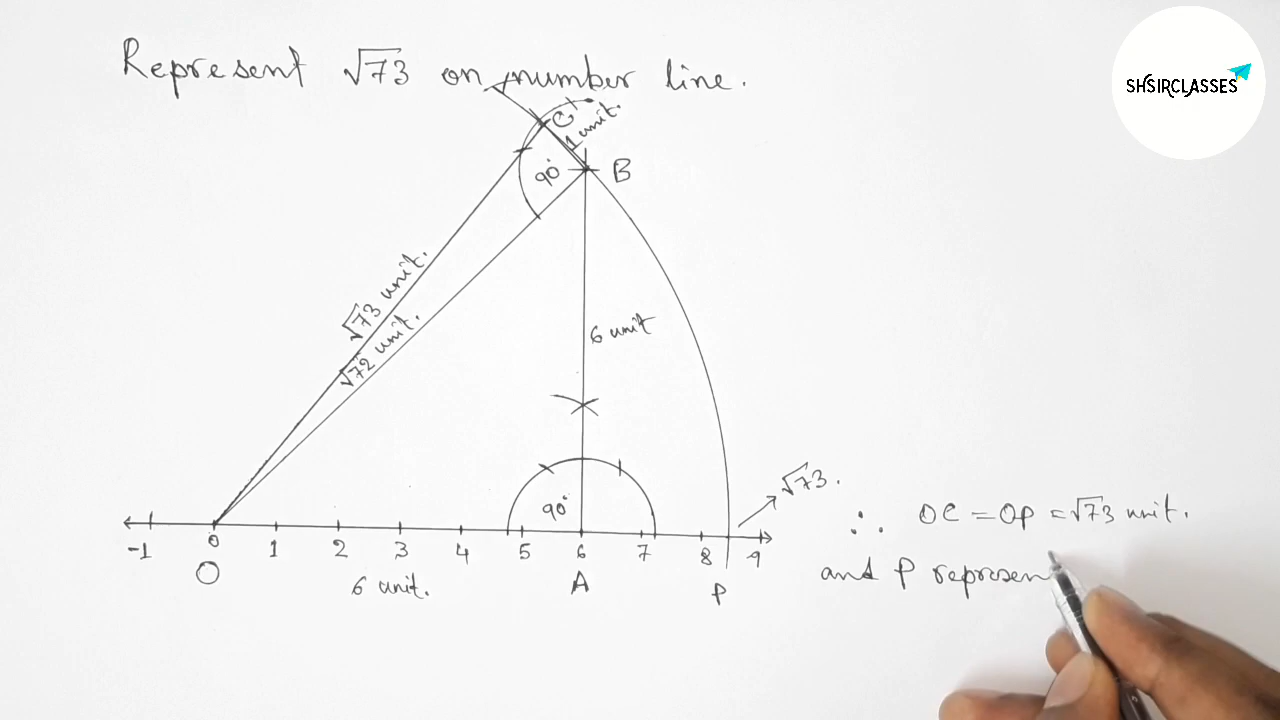 Represent √73 on number line.
SHSIRCLASSES
C
1 unit.
90°
B
√73 unit.
√72 unit.
6 unit
90°
√73.
∴ OC = OP = √73 unit.
-1 0 1 2 3 4 5 6 7 8 9
O 6 unit. A P
and P represen